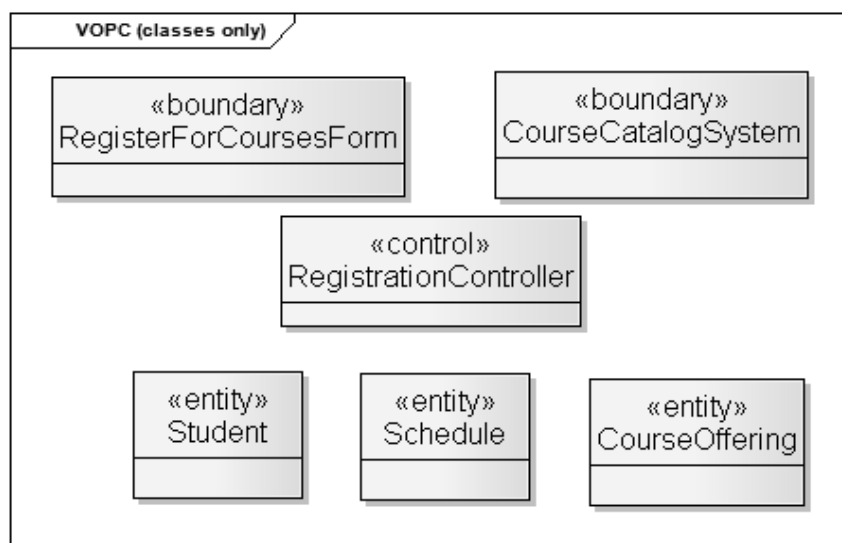 VOPC (classes only)
«boundary»
RegisterForCoursesForm
«boundary»
CourseCatalogSystem
«control»
RegistrationController
«entity»
Student
«entity»
Schedule
«entity»
CourseOffering